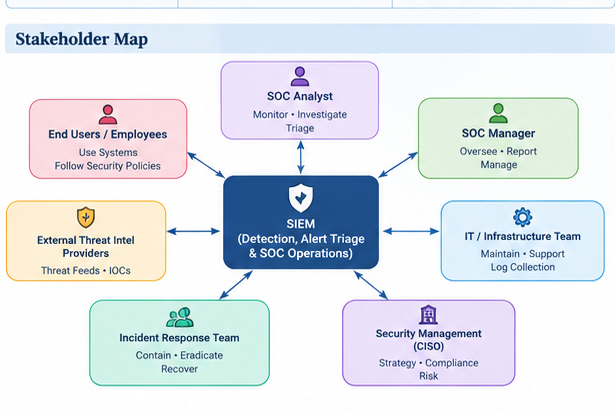 Stakeholder Map
SOC Analyst
Monitor • Investigate
Triage
End Users / Employees
Use Systems
Follow Security Policies
SOC Manager
Oversee • Report
Manage
SIEM
(Detection, Alert Triage
& SOC Operations)
External Threat Intel
Providers
Threat Feeds • IOCs
IT / Infrastructure Team
Maintain • Support
Log Collection
Incident Response Team
Contain • Eradicate
Recover
Security Management
(CISO)
Strategy • Compliance
Risk